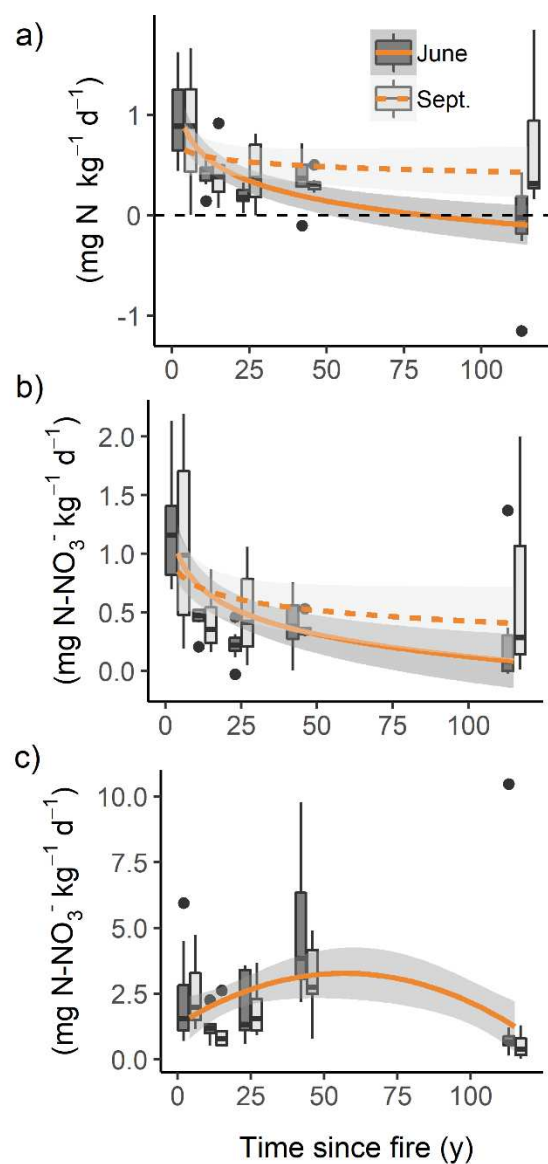 a)
June
Sept.
(mg N kg⁻¹ d⁻¹)
1
0
-1
0 25 50 75 100
b)
(mg N-NO₃⁻ kg⁻¹ d⁻¹)
2.0
1.5
1.0
0.5
0.0
0 25 50 75 100
c)
(mg N-NO₃⁻ kg⁻¹ d⁻¹)
10.0
7.5
5.0
2.5
0.0
0 25 50 75 100
Time since fire (y)